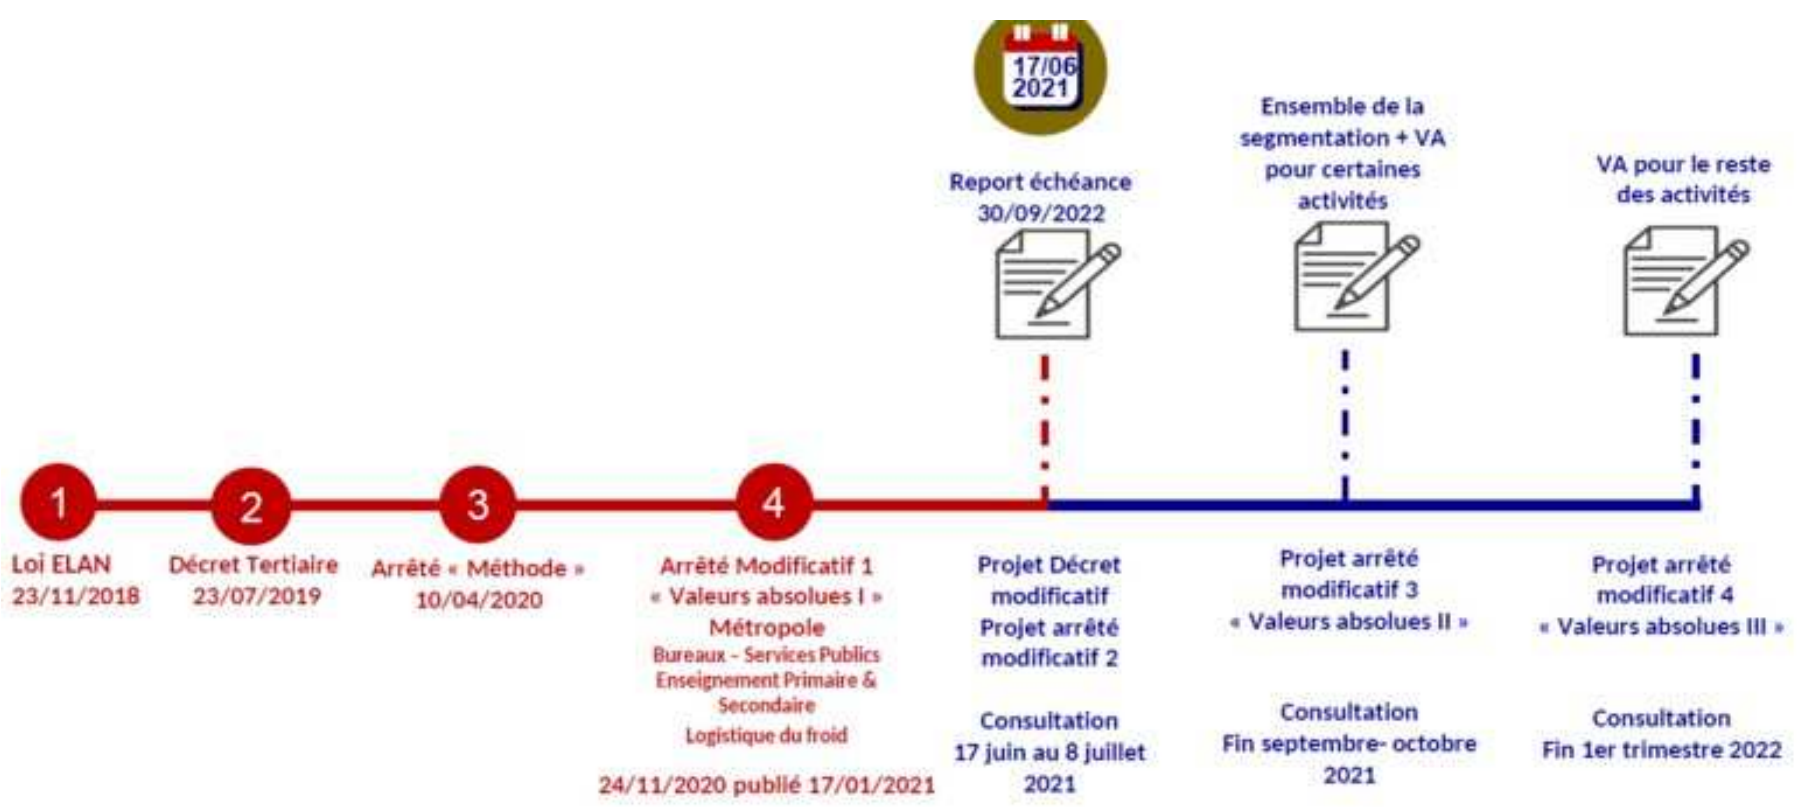 17/06
2021
Report échéance
30/09/2022
Ensemble de la
segmentation + VA
pour certaines
activités
VA pour le reste
des activités
1
2
3
4
Loi ELAN
23/11/2018
Décret Tertiaire
23/07/2019
Arrêté « Méthode »
10/04/2020
Arrêté Modificatif 1
« Valeurs absolues I »
Métropole
Bureaux – Services Publics
Enseignement Primaire &
Secondaire
Logistique du froid
24/11/2020 publié 17/01/2021
Projet Décret
modificatif
Projet arrêté
modificatif 2
Consultation
17 juin au 8 juillet
2021
Projet arrêté
modificatif 3
« Valeurs absolues II »
Consultation
Fin septembre- octobre
2021
Projet arrêté
modificatif 4
« Valeurs absolues III »
Consultation
Fin 1er trimestre 2022